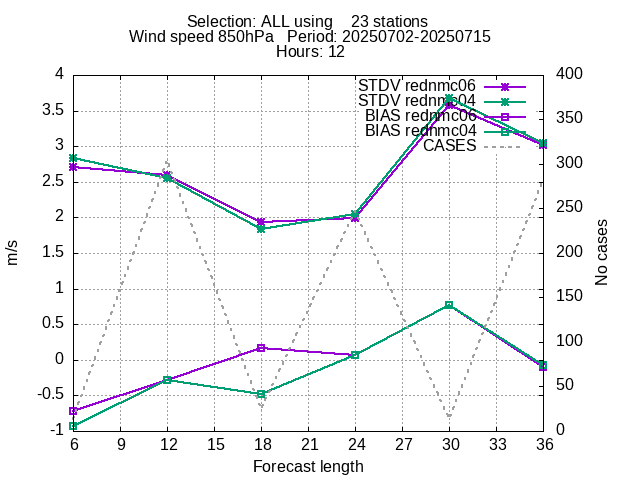 Selection: ALL using    23 stations
Wind speed 850hPa   Period: 20250702-20250715
Hours: 12
4
3.5
3
2.5
2
1.5
1
0.5
0
-0.5
-1
m/s
STDV rednmc06
STDV rednmc04
BIAS rednmc06
BIAS rednmc04
CASES
400
350
300
250
200
150
100
50
0
No cases
6 9 12 15 18 21 24 27 30 33 36
Forecast length